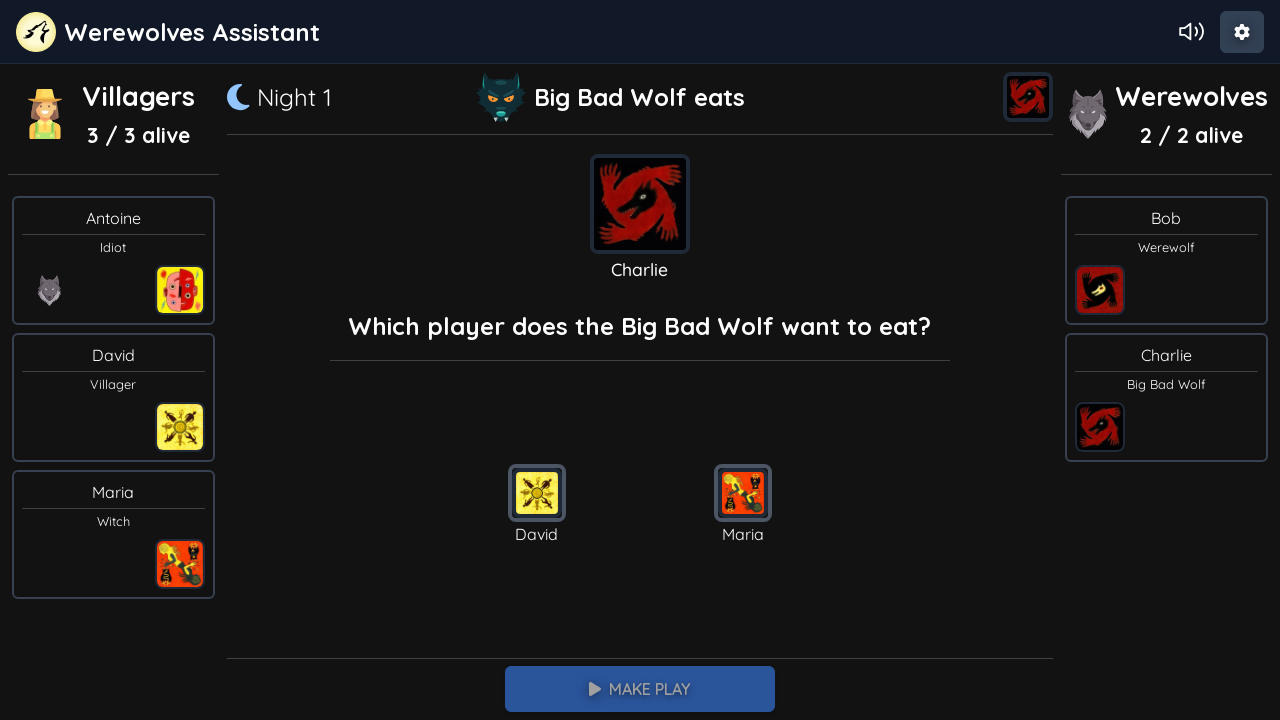 Werewolves Assistant
Villagers
3 / 3 alive
Antoine
Idiot
David
Villager
Maria
Witch
Night 1
Big Bad Wolf eats
Charlie
Which player does the Big Bad Wolf want to eat?
David
Maria
MAKE PLAY
Werewolves
2 / 2 alive
Bob
Werewolf
Charlie
Big Bad Wolf